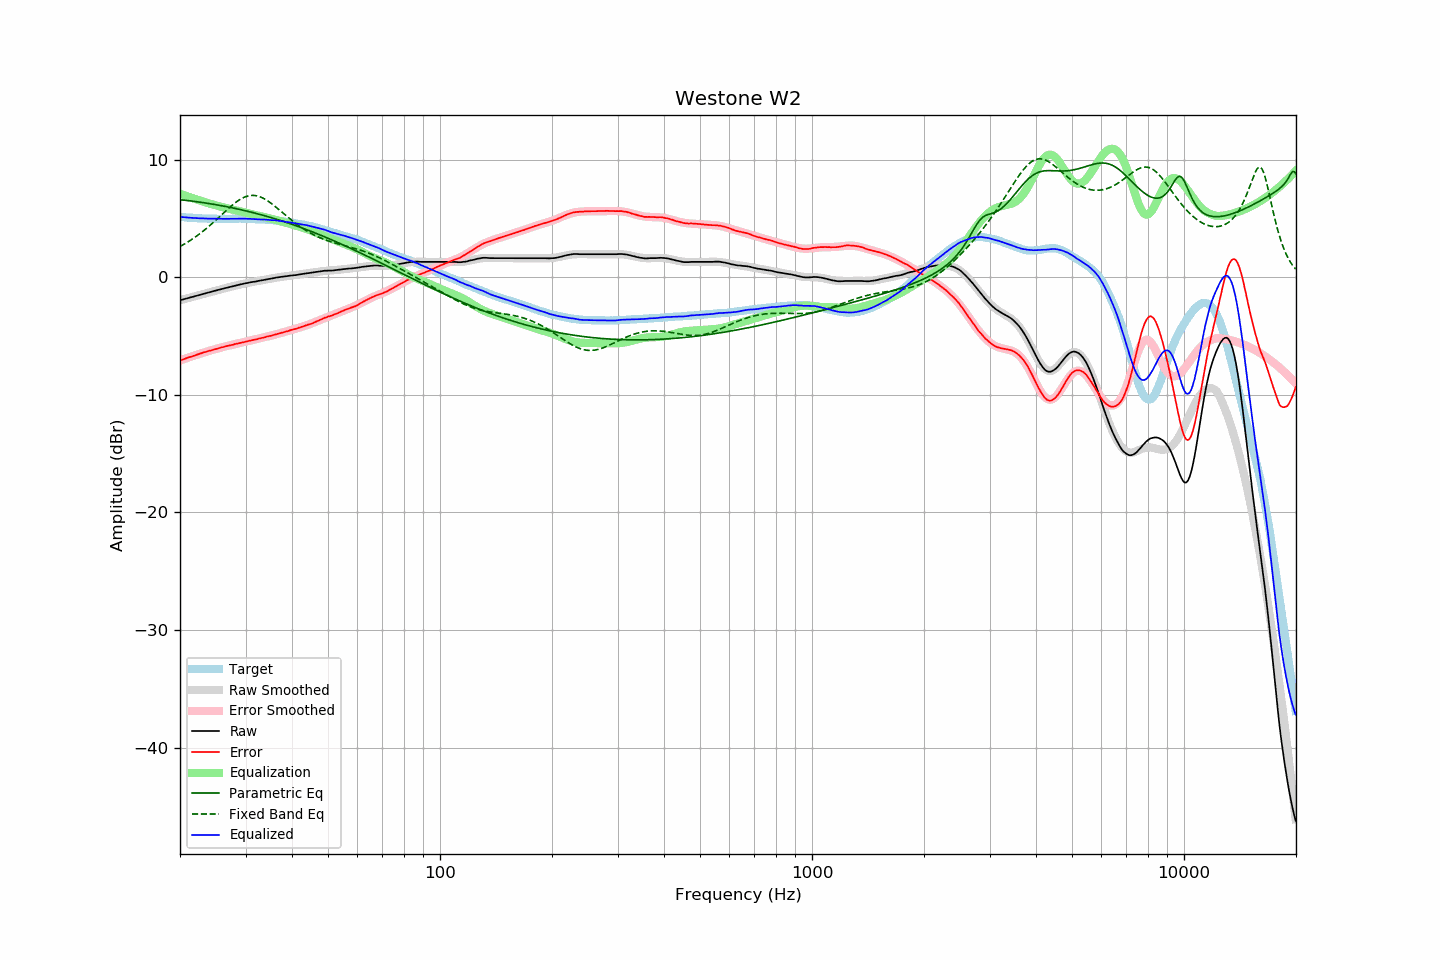 Westone W2
10
0
−10
−20
−30
−40
Amplitude (dBr)
Target
Raw Smoothed
Error Smoothed
Raw
Error
Equalization
Parametric Eq
Fixed Band Eq
Equalized
100
1000
10000
Frequency (Hz)